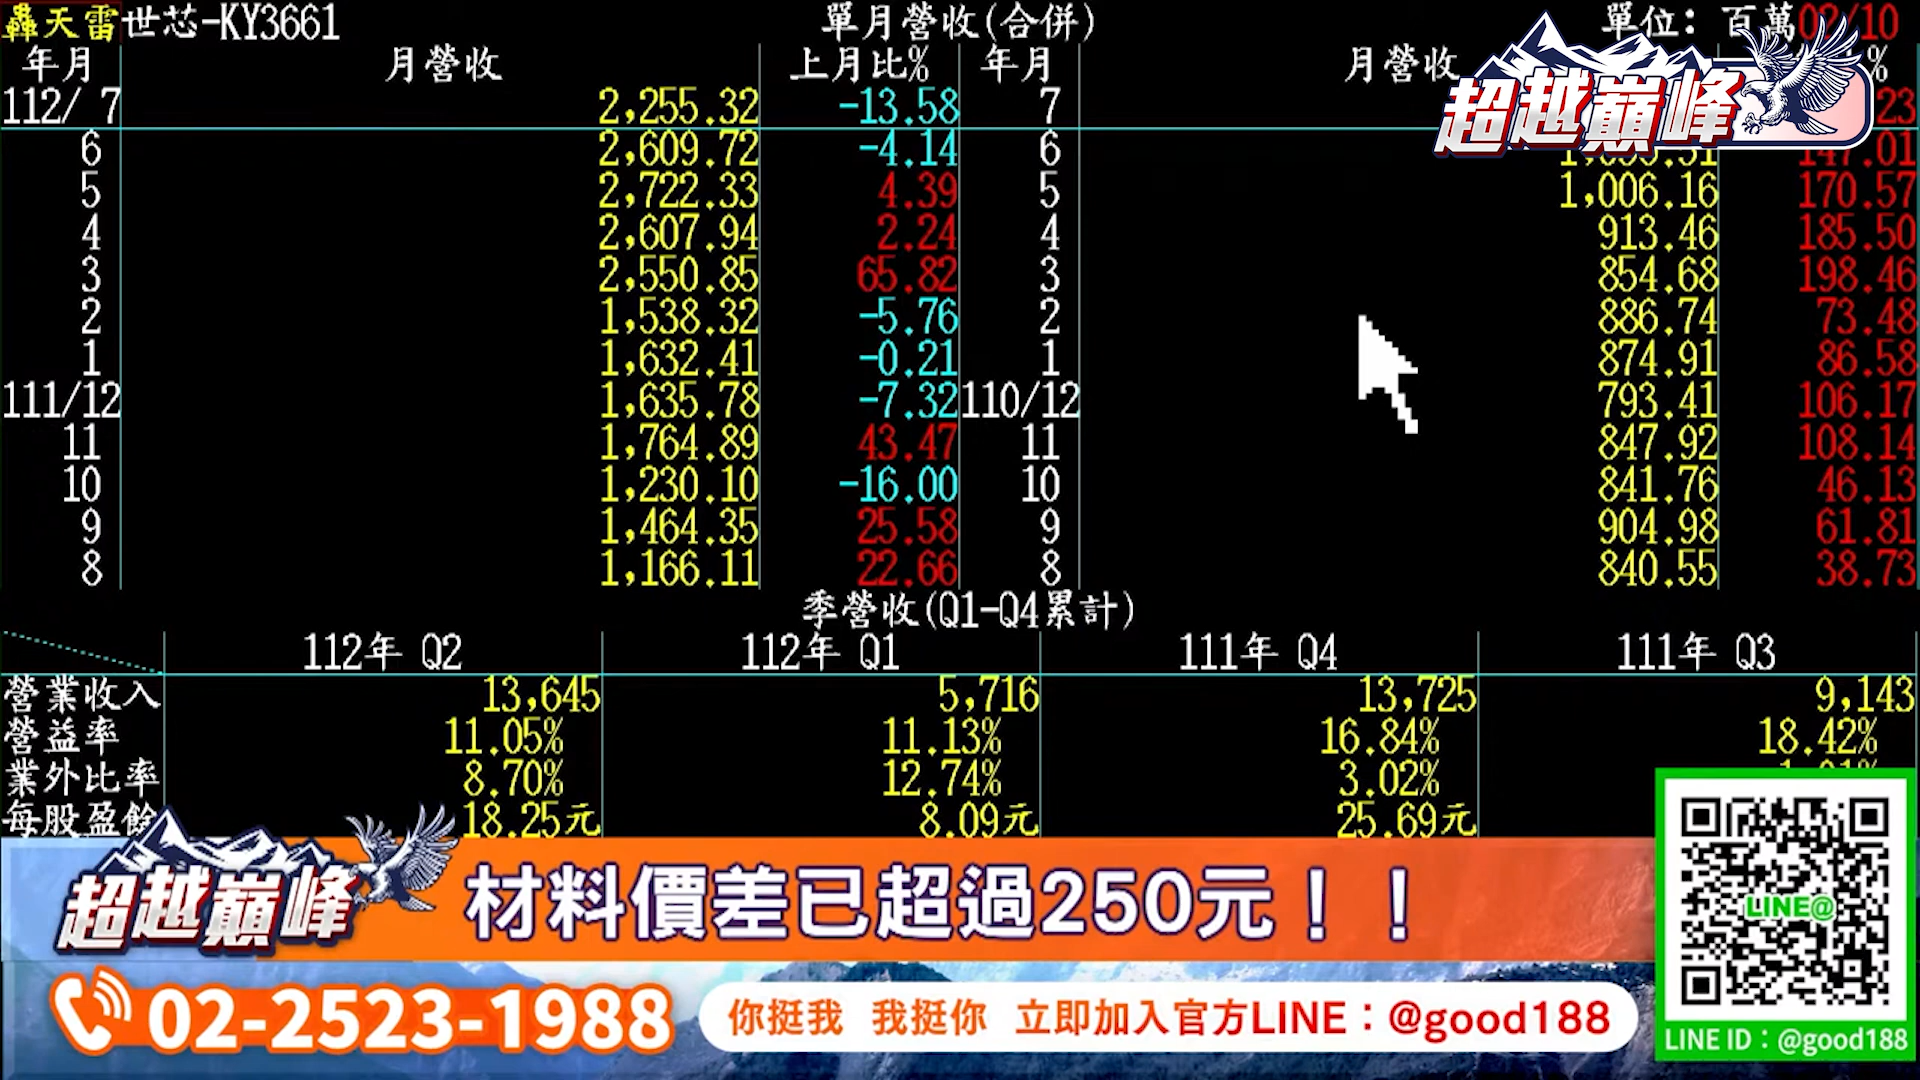 轟天雷世芯-KY3661 單月營收(合併) 單位: 百萬
年月 月營收 上月比% 年月 月營收 %
超越巔峰
112/ 7 2,255.32 -13.58 7 23
6 2,609.72 -4.14 6 147.01
5 2,722.33 4.39 5 1,006.16 170.57
4 2,607.94 2.24 4 913.46 185.50
3 2,550.85 65.82 3 854.68 198.46
2 1,538.32 -5.76 2 886.74 73.48
1 1,632.41 -0.21 1 874.91 86.58
111/12 1,635.78 -7.32 110/12 793.41 106.17
11 1,764.89 43.47 11 847.92 108.14
10 1,230.10 -16.00 10 841.76 46.13
9 1,464.35 25.58 9 904.98 61.81
8 1,166.11 22.66 8 840.55 38.73
季營收(Q1-Q4累計)
112年 Q2 112年 Q1 111年 Q4 111年 Q3
營業收入 13,645 5,716 13,725 9,143
營益率 11.05% 11.13% 16.84% 18.42%
業外比率 8.70% 12.74% 3.02%
每股盈餘 18.25元 8.09元 25.69元
超越巔峰
材料價差已超過250元！！
02-2523-1988
你挺我 我挺你 立即加入官方LINE：@good188
LINE@
LINE ID：@good188